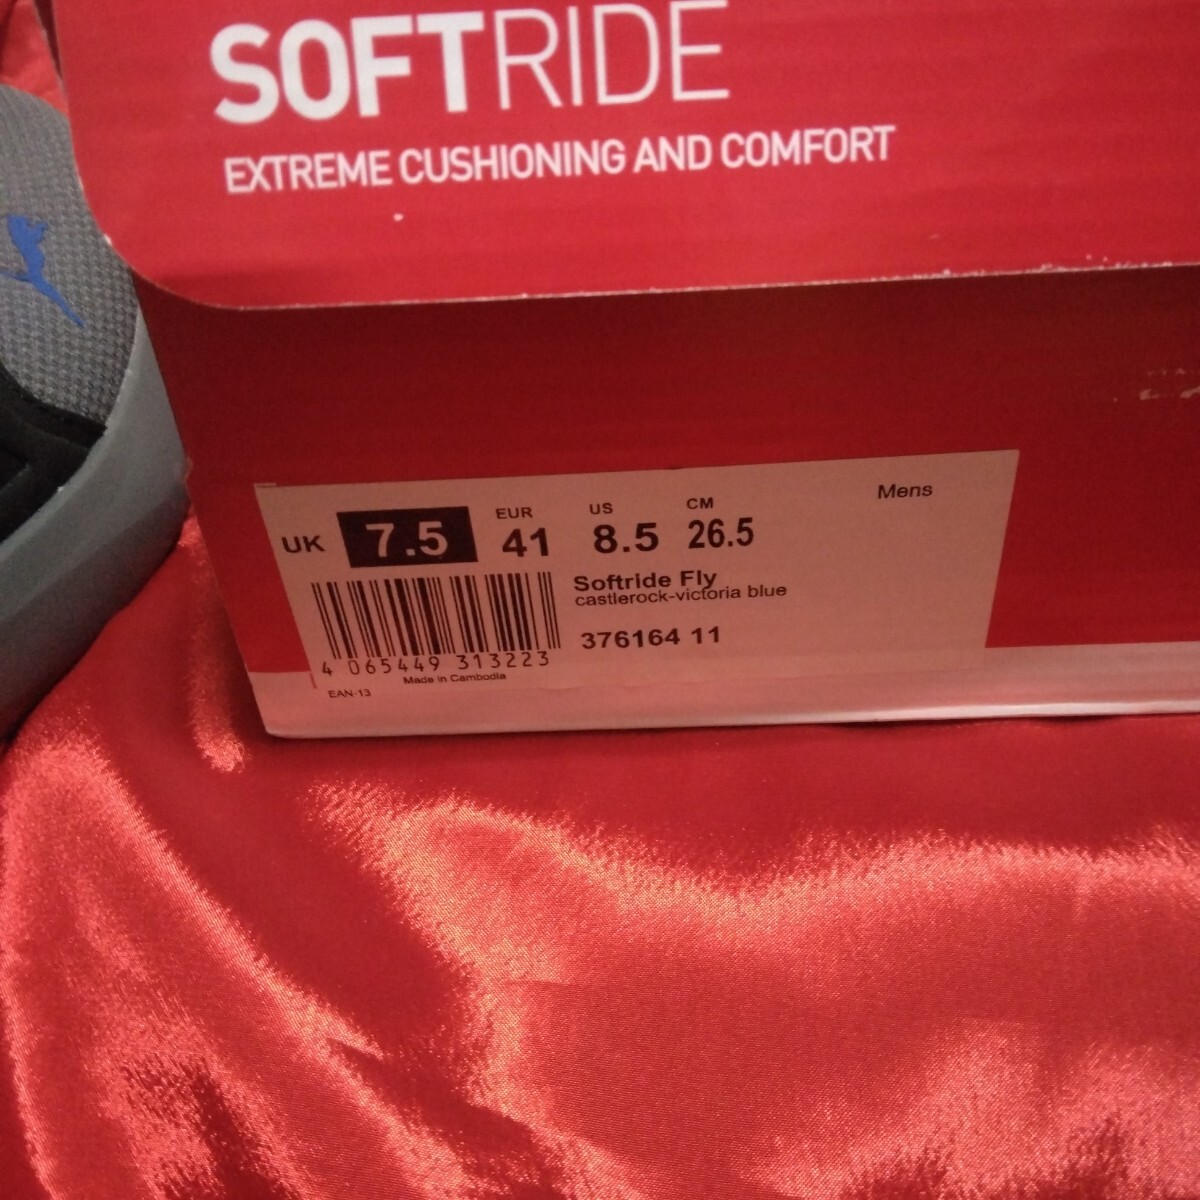 SOFTRIDE
EXTREME CUSHIONING AND COMFORT
Mens
UK 7.5 EUR 41 US 8.5 CM 26.5
Softride Fly
castlerock-victoria blue
376164 11
4 065449 313223
Made in Cambodia
EAN-13